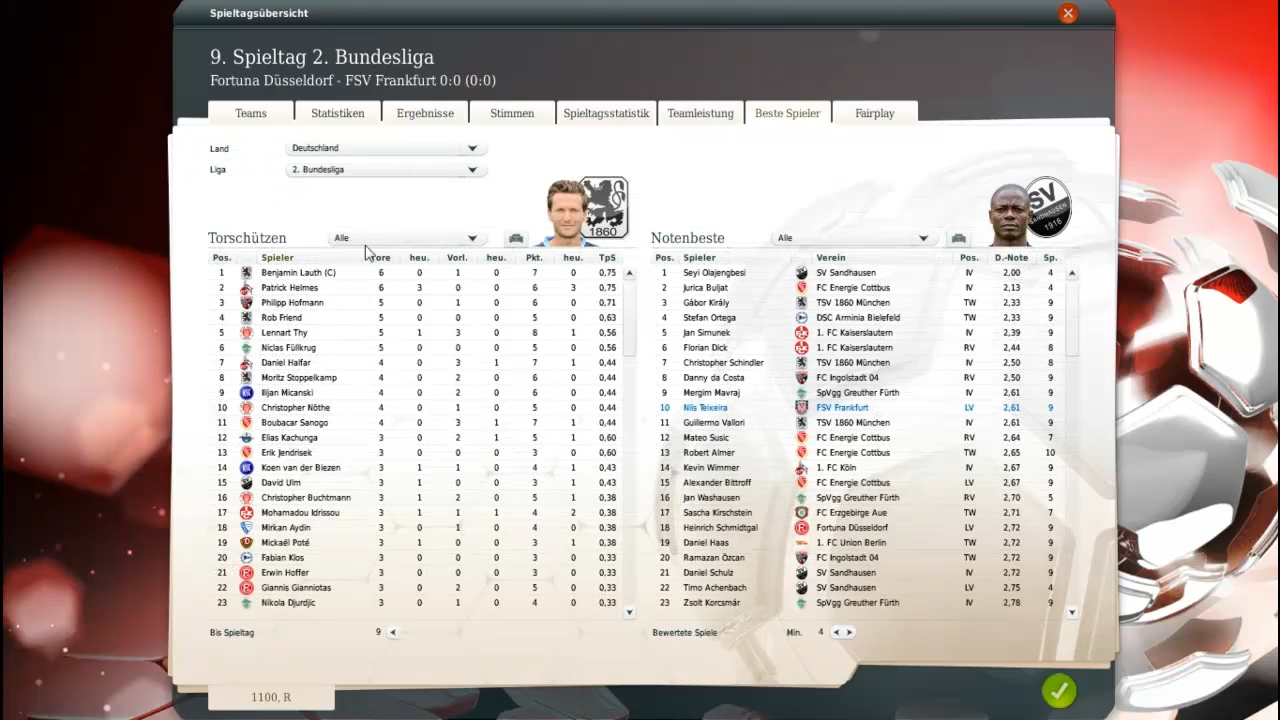 Spieltagsübersicht
9. Spieltag 2. Bundesliga
Fortuna Düsseldorf - FSV Frankfurt 0:0 (0:0)
Teams Statistiken Ergebnisse Stimmen Spieltagsstatistik Teamleistung Beste Spieler Fairplay
Land Deutschland
Liga 2. Bundesliga
1860
SV
SANDHAUSEN
1916
Torschützen Alle
Pos. Spieler ore heu. Vorl. heu. Pkt. heu. TpS
1 Benjamin Lauth (C) 6 0 1 0 7 0 0,75
2 Patrick Helmes 6 3 0 0 6 3 0,75
3 Philipp Hofmann 5 0 1 0 6 0 0,71
4 Rob Friend 5 0 0 0 5 0 0,63
5 Lennart Thy 5 1 3 0 8 1 0,56
6 Niclas Füllkrug 5 0 0 0 5 0 0,56
7 Daniel Halfar 4 0 3 1 7 1 0,44
8 Moritz Stoppelkamp 4 0 2 0 6 0 0,44
9 Ilijan Micanski 4 0 2 0 6 0 0,44
10 Christopher Nöthe 4 0 1 0 5 0 0,44
11 Boubacar Sanogo 4 0 3 1 7 1 0,44
12 Elias Kachunga 3 0 2 1 5 1 0,60
13 Erik Jendrisek 3 0 0 0 3 0 0,60
14 Koen van der Biezen 3 1 1 0 4 1 0,43
15 David Ulm 3 1 0 0 3 1 0,43
16 Christopher Buchtmann 3 1 2 0 5 1 0,38
17 Mohamadou Idrissou 3 1 1 1 4 2 0,38
18 Mirkan Aydin 3 0 1 0 4 0 0,38
19 Mickaël Poté 3 1 0 0 3 1 0,38
20 Fabian Klos 3 0 0 0 3 0 0,33
21 Erwin Hoffer 3 0 0 0 3 0 0,33
22 Giannis Gianniotas 3 0 2 0 5 0 0,33
23 Nikola Djurdjic 3 0 1 0 4 0 0,33
Bis Spieltag 9
Notenbeste Alle
Pos. Spieler Verein Pos. D.-Note Sp.
1 Seyi Olajengbesi SV Sandhausen IV 2,00 4
2 Jurica Buljat FC Energie Cottbus IV 2,13 4
3 Gábor Király TSV 1860 München TW 2,33 9
4 Stefan Ortega DSC Arminia Bielefeld TW 2,33 9
5 Jan Simunek 1. FC Kaiserslautern IV 2,39 9
6 Florian Dick 1. FC Kaiserslautern RV 2,44 8
7 Christopher Schindler TSV 1860 München IV 2,50 8
8 Danny da Costa FC Ingolstadt 04 RV 2,50 9
9 Mergim Mavraj SpVgg Greuther Fürth IV 2,61 9
10 Nils Teixeira FSV Frankfurt LV 2,61 9
11 Guillermo Vallori TSV 1860 München IV 2,61 9
12 Mateo Susic FC Energie Cottbus RV 2,64 7
13 Robert Almer FC Energie Cottbus TW 2,65 10
14 Kevin Wimmer 1. FC Köln IV 2,67 9
15 Alexander Bittroff FC Energie Cottbus LV 2,67 9
16 Jan Washausen SpVgg Greuther Fürth RV 2,70 5
17 Sascha Kirschstein FC Erzgebirge Aue TW 2,71 7
18 Heinrich Schmidtgal Fortuna Düsseldorf LV 2,72 9
19 Daniel Haas 1. FC Union Berlin TW 2,72 9
20 Ramazan Özcan FC Ingolstadt 04 TW 2,72 9
21 Daniel Schulz SV Sandhausen IV 2,72 9
22 Timo Achenbach SV Sandhausen LV 2,75 4
23 Zsolt Korcsmár SpVgg Greuther Fürth IV 2,78 9
Bewertete Spiele Min. 4
1100, R